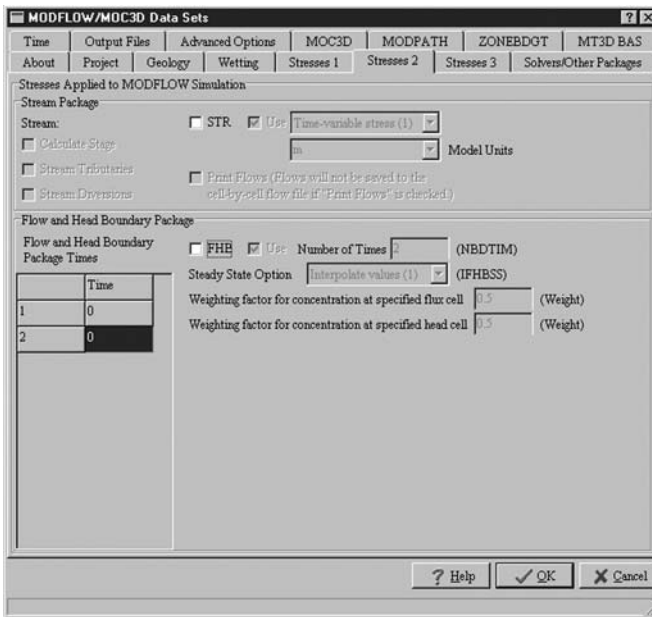 MODFLOW/MOC3D Data Sets
Time Output Files Advanced Options MOC3D MODPATH ZONEBDGT MT3D BAS
About Project Geology Wetting Stresses 1 Stresses 2 Stresses 3 Solvers/Other Packages
Stresses Applied to MODFLOW Simulation
Stream Package
Stream: STR Use Time-variable stress (1)
Calculate Stage m Model Units
Stream Tributaries Print Flows (Flows will not be saved to the
Stream Diversions cell-by-cell flow file if "Print Flows" is checked.)
Flow and Head Boundary Package
Flow and Head Boundary FHB Use Number of Times 2 (NBDTIM)
Package Times
Steady State Option Interpolate values (1) (IFHBSS)
Time
Weighting factor for concentration at specified flux cell 0.5 (Weight)
1 0
Weighting factor for concentration at specified head cell 0.5 (Weight)
2 0
? Help OK Cancel